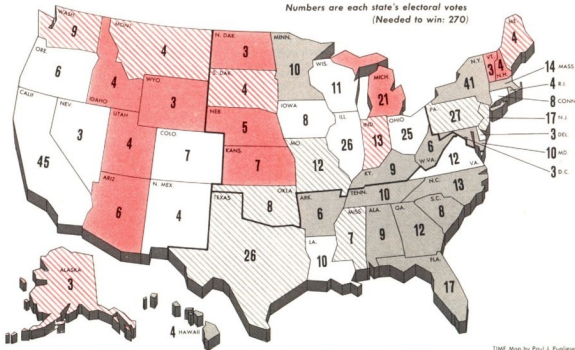 Numbers are each state's electoral votes
(Needed to win: 270)
WASH
9
MONT
4
N. DAK.
3
MINN.
10
ME.
4
ORE
6
IDAHO
4
WYO
3
S. DAK.
4
WIS.
11
MICH.
21
N.Y.
41
VT.
3
N.H.
4
14 MASS
4 R.I.
8 CONN
17 N.J.
3 DEL
10 MD.
3 D.C.
CALIF
45
NEV.
3
UTAH
4
COLO.
7
NEB.
5
IOWA
8
ILL
26
IND
13
OHIO
25
PA.
27
KANS.
7
MO.
12
KY.
9
W.VA.
6
VA.
12
ARIZ
6
N. MEX
4
OKLA.
8
ARK.
6
TENN.
10
N.C.
13
S.C.
8
TEXAS
26
LA.
10
MISS
7
ALA.
9
GA.
12
FLA.
17
ALASKA
3
4 HAWAII
TIME Map by Paul J. Pugliese